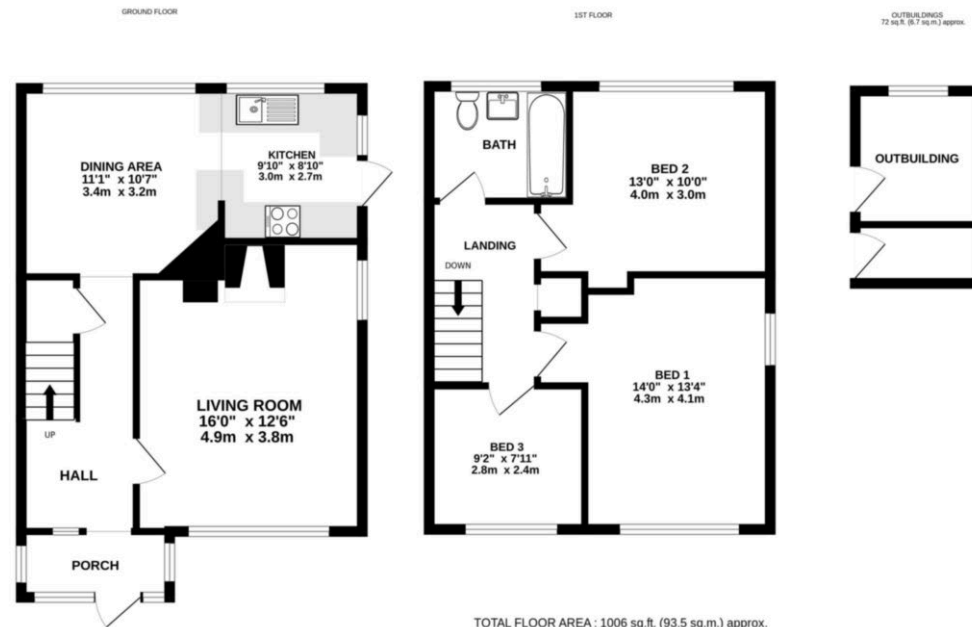 GROUND FLOOR
1ST FLOOR
OUTBUILDINGS
72 sq.ft. (6.7 sq.m.) approx.
DINING AREA
11'1" x 10'7"
3.4m x 3.2m
KITCHEN
9'10" x 8'10"
3.0m x 2.7m
UP
HALL
LIVING ROOM
16'0" x 12'6"
4.9m x 3.8m
PORCH
BATH
BED 2
13'0" x 10'0"
4.0m x 3.0m
LANDING
DOWN
BED 1
14'0" x 13'4"
4.3m x 4.1m
BED 3
9'2" x 7'11"
2.8m x 2.4m
OUTBUILDING
TOTAL FLOOR AREA : 1006 sq.ft. (93.5 sq.m.) approx.